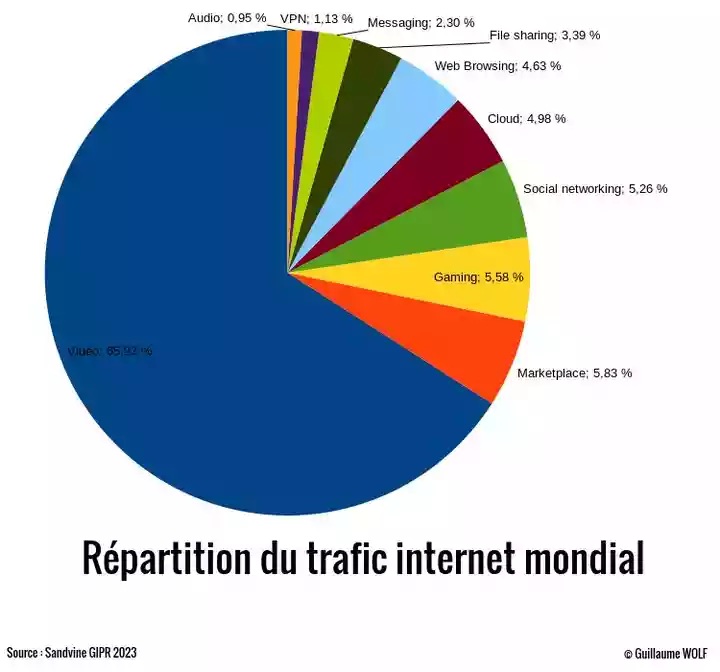 Audio; 0,95 %
VPN; 1,13 %
Messaging; 2,30 %
File sharing; 3,39 %
Web Browsing; 4,63 %
Cloud; 4,98 %
Social networking; 5,26 %
Gaming; 5,58 %
Video; 65,92 %
Marketplace; 5,83 %
Répartition du trafic internet mondial
Source : Sandvine GIPR 2023
© Guillaume WOLF